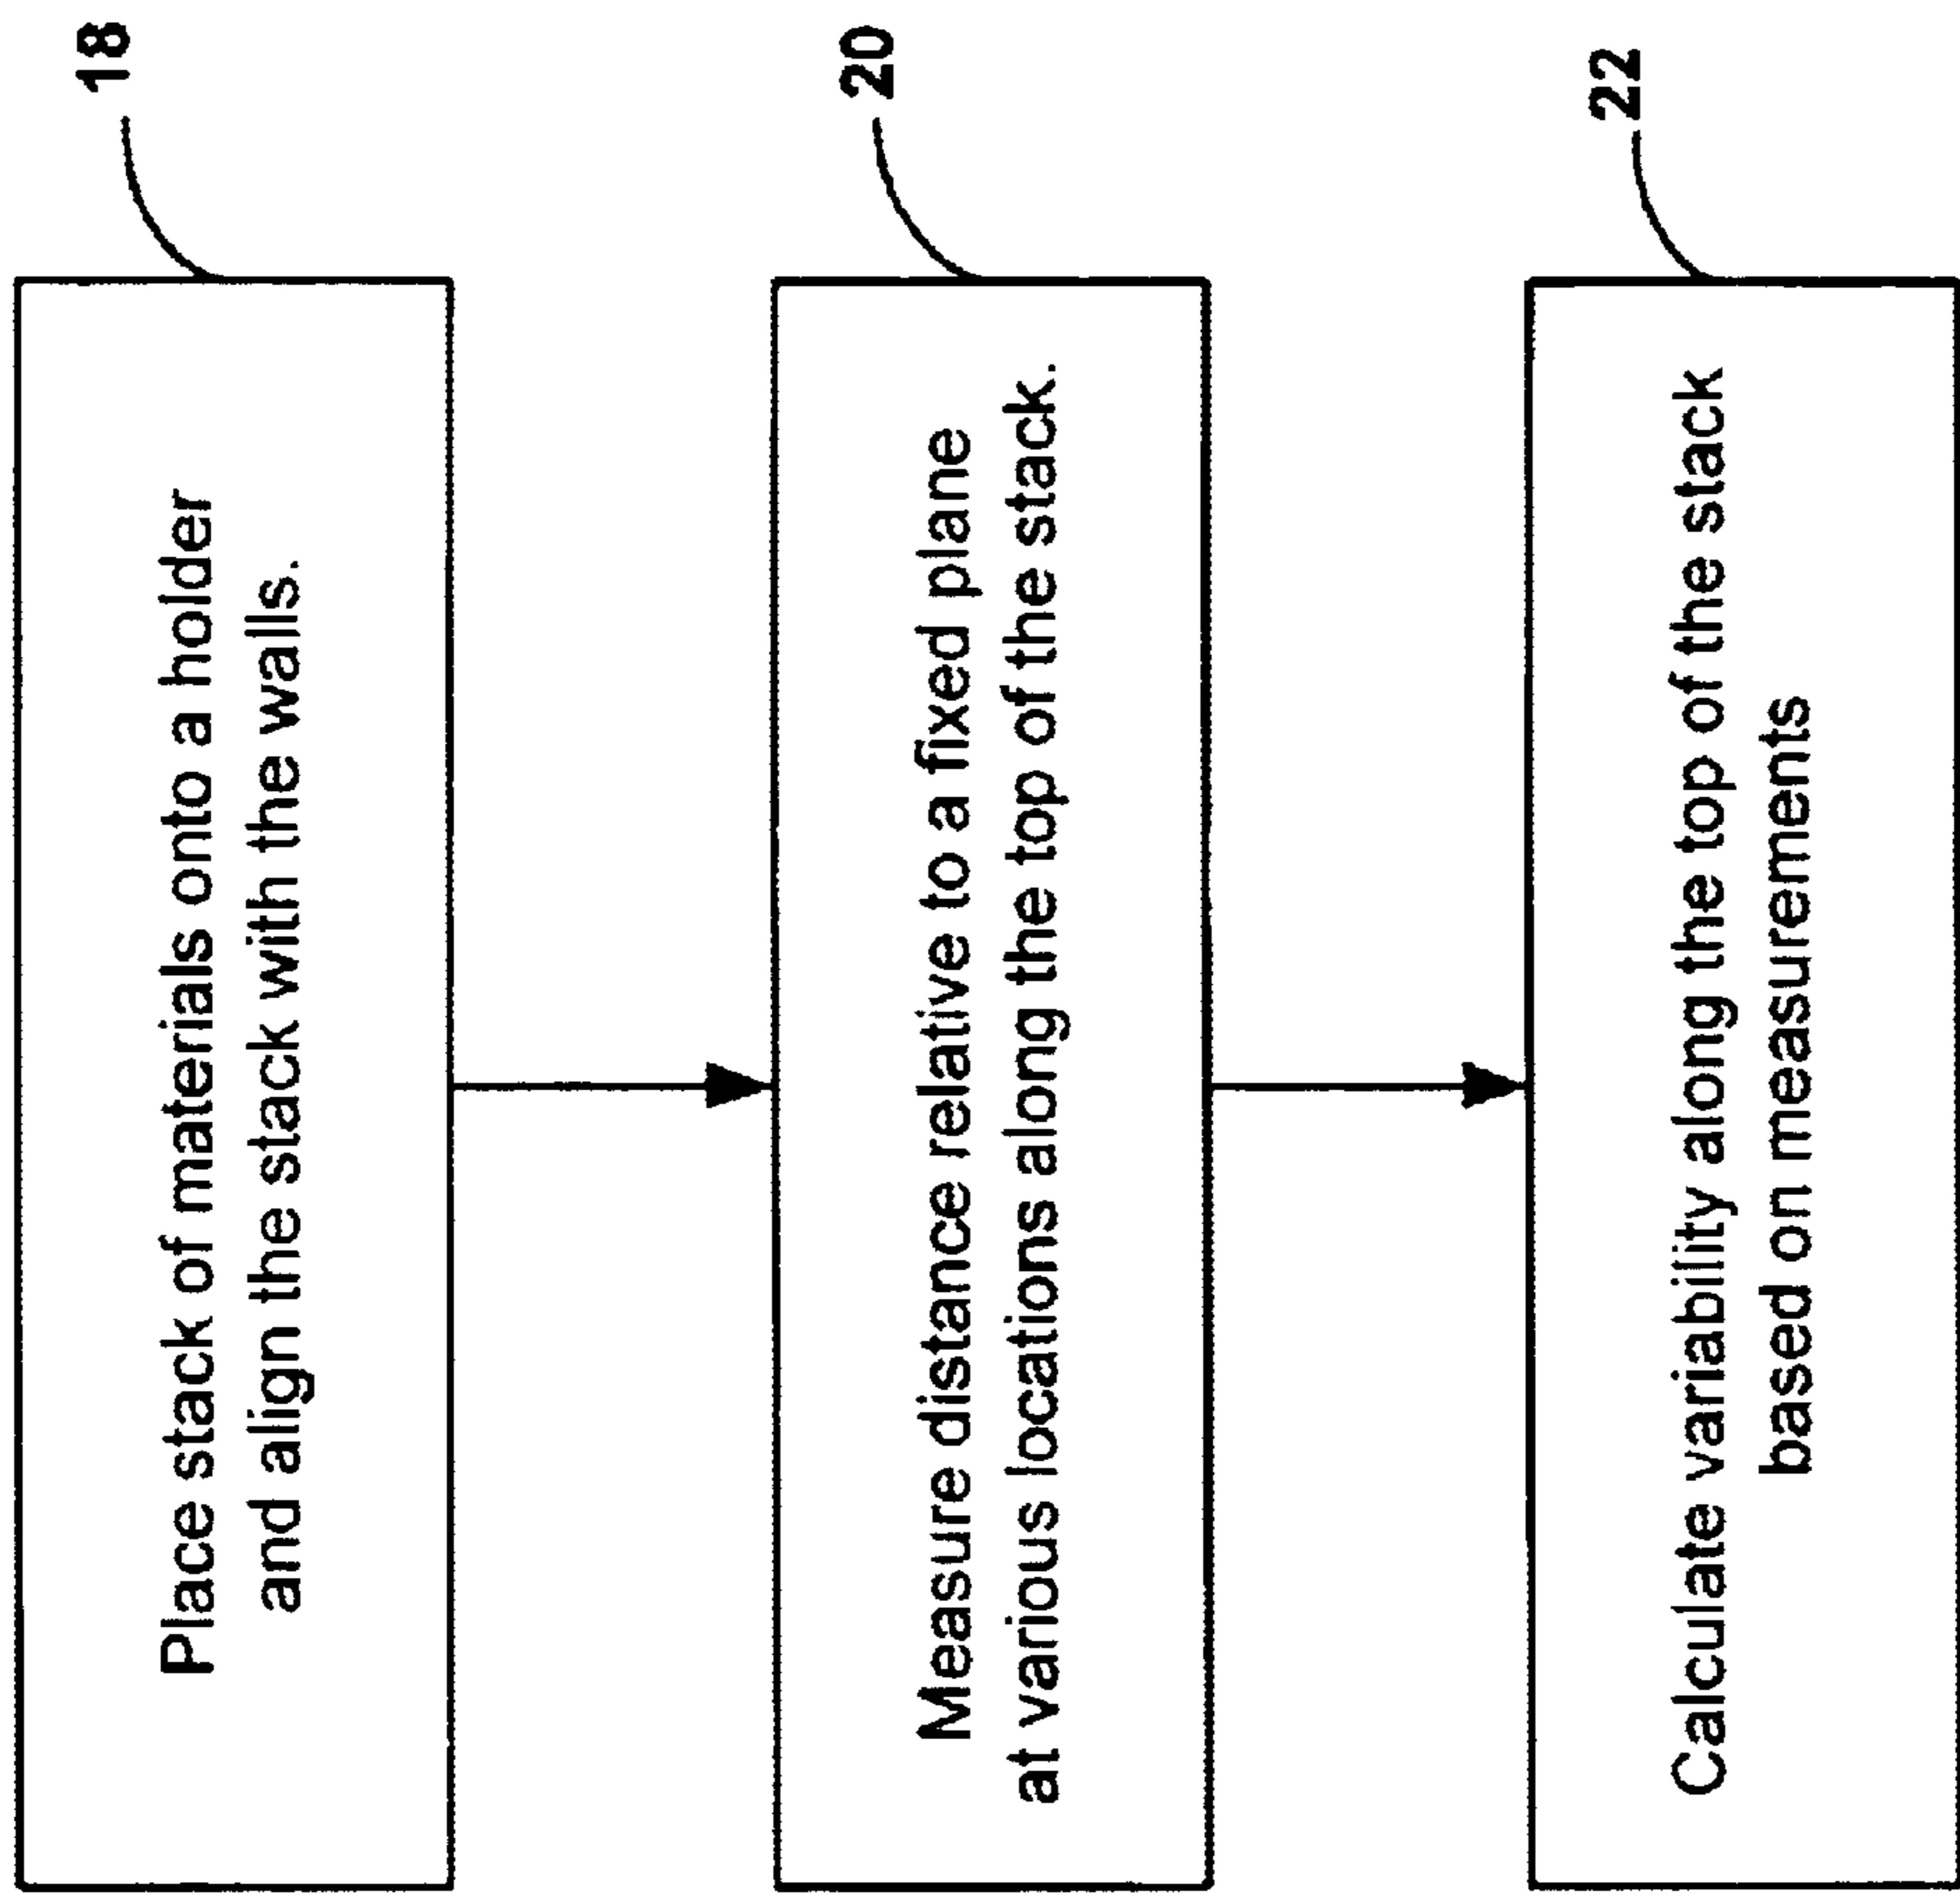 18
Place stack of materials onto a holder
and align the stack with the walls.
20
Measure distance relative to a fixed plane
at various locations along the top of the stack.
22
Calculate variability along the top of the stack
based on measurements